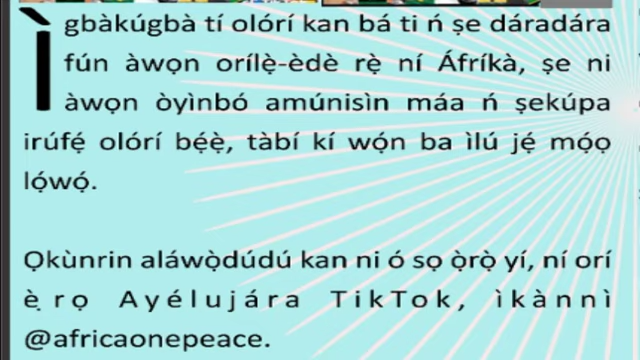 Ìgbàkúgbà tí olórí kan bá ti ń ṣe dáradára
fún àwọn orílẹ̀-èdè rẹ̀ ní Áfríkà, ṣe ni
àwọn òyìnbó amúnisìn máa ń ṣekúpa
irúfẹ́ olórí bẹ́ẹ̀, tàbí kí wọ́n ba ìlú jẹ́ mọ́ọ
lọ́wọ́.
Ọkùnrin aláwọ̀dúdú kan ni ó sọ ọ̀rọ̀ yí, ní orí
ẹ̀rọ Ayélujára TikTok, ìkànnì
@africaonepeace.